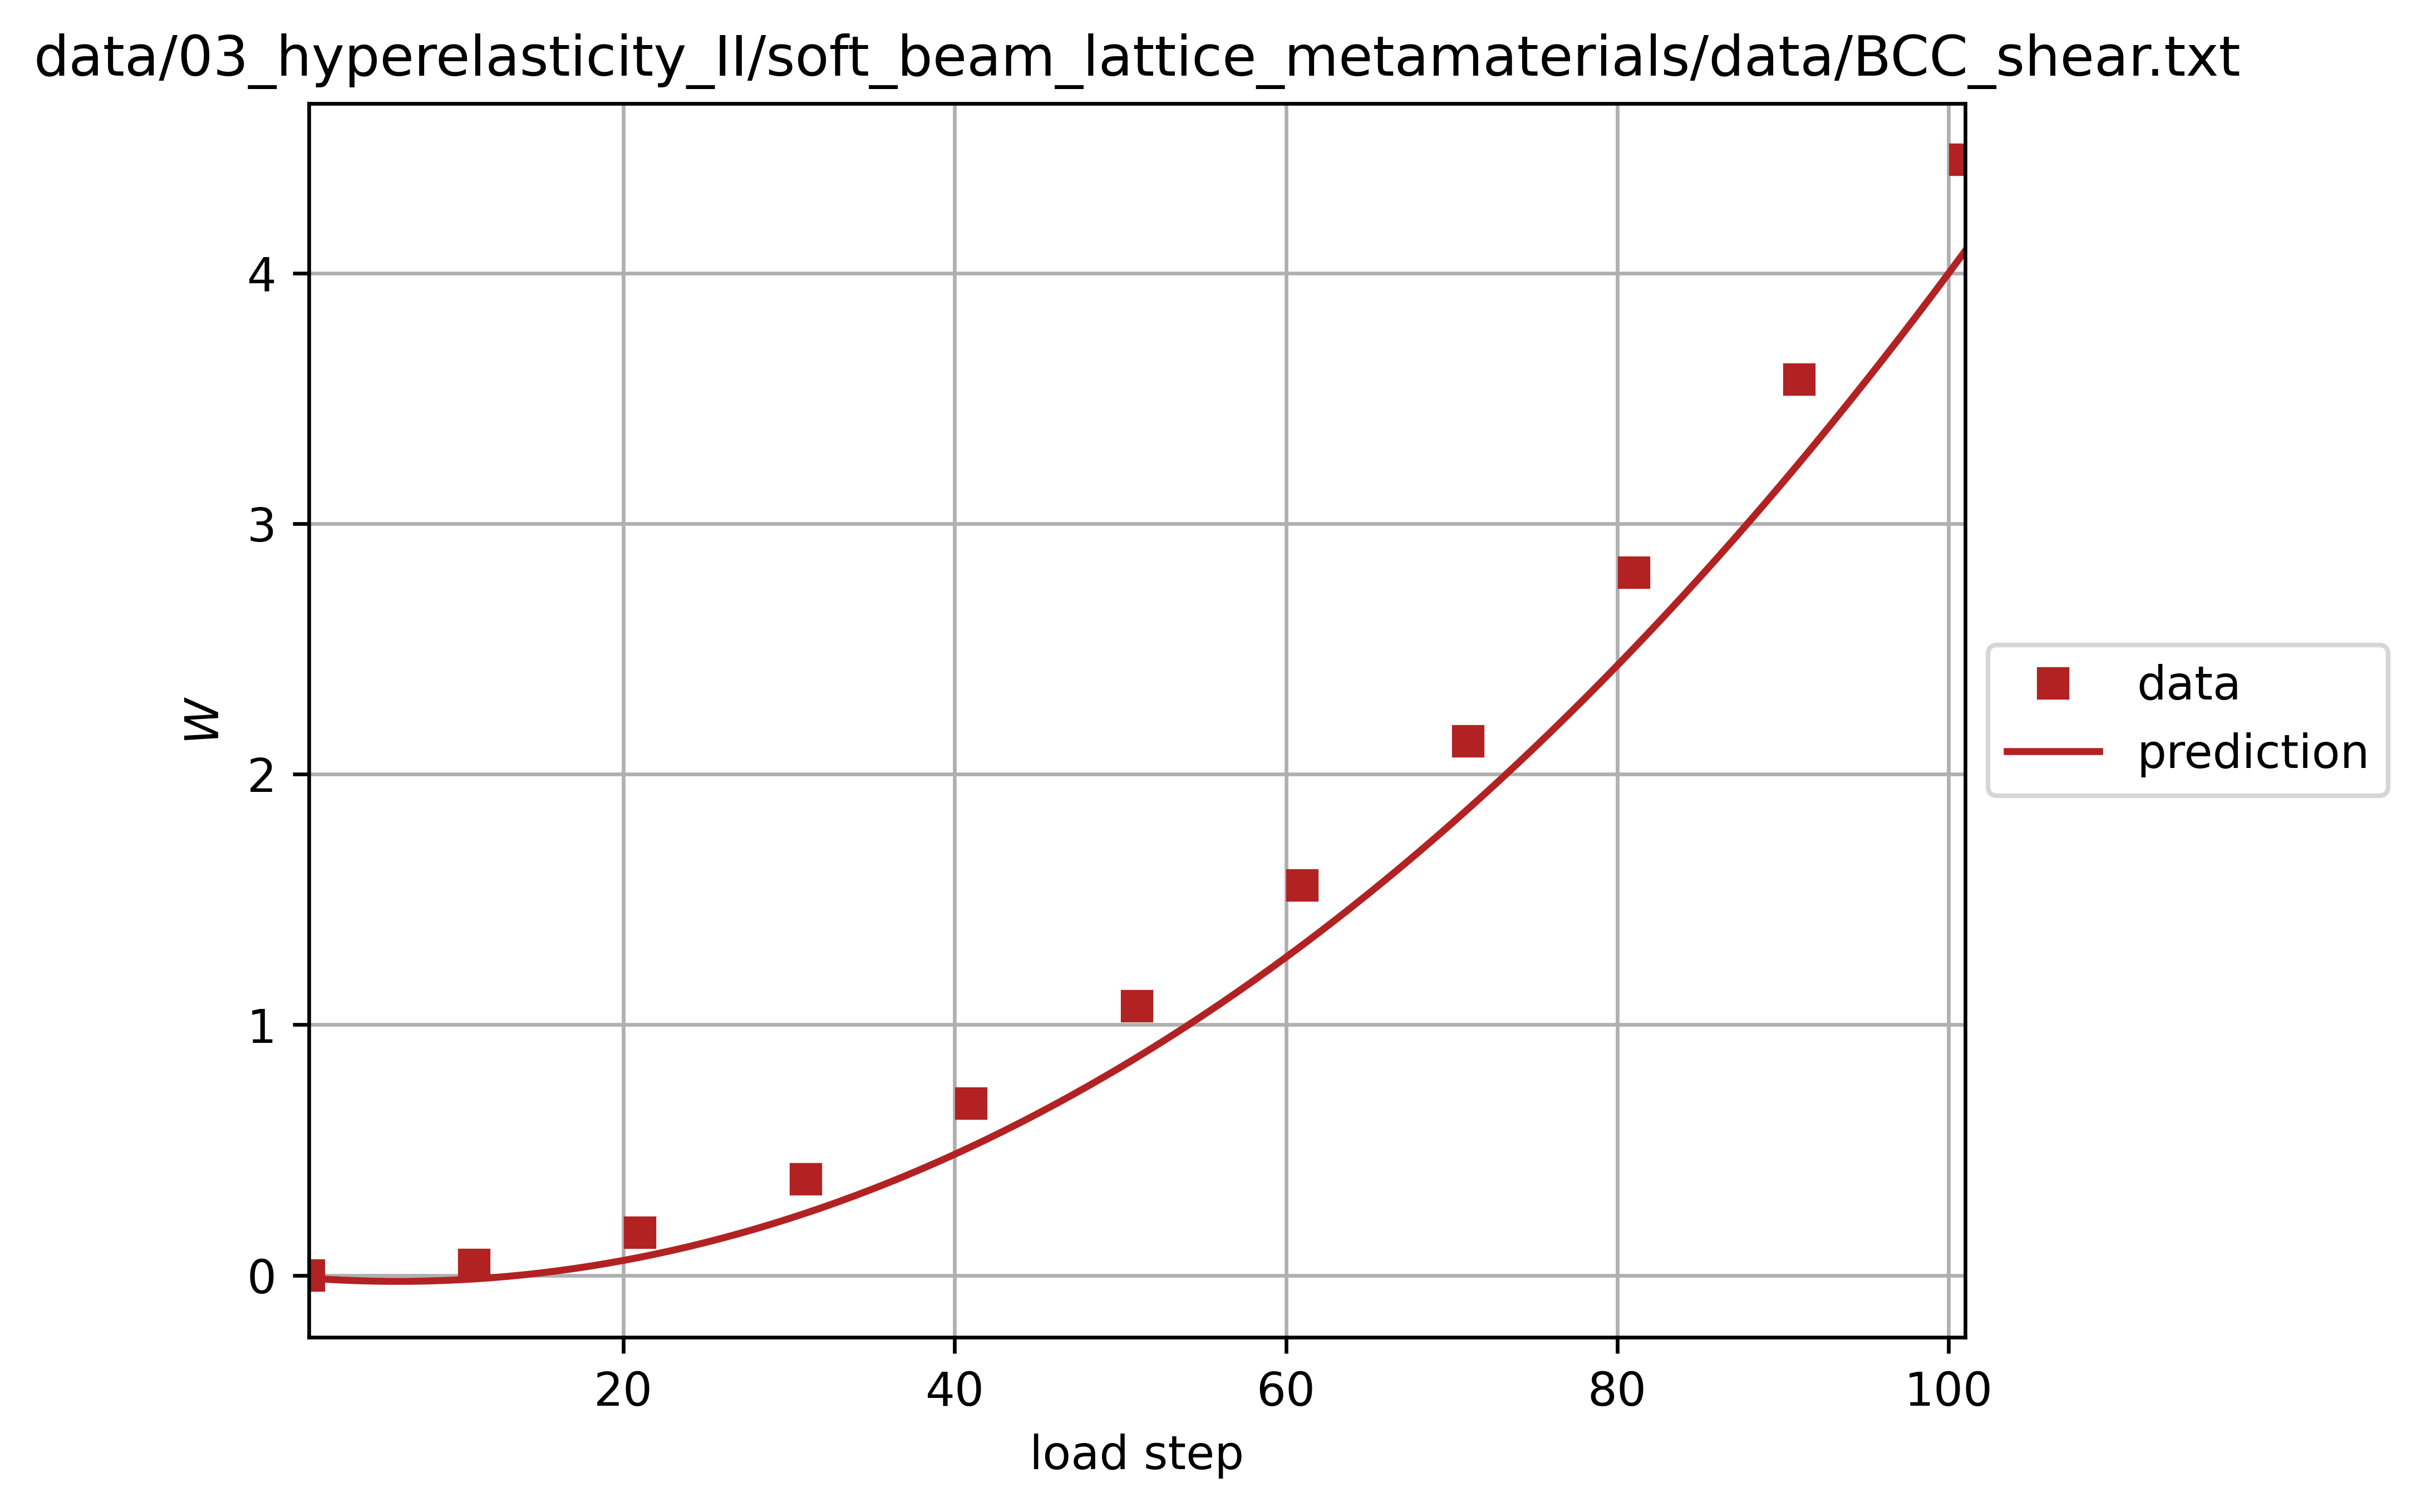 data/03_hyperelasticity_II/soft_beam_lattice_metamaterials/data/BCC_shear.txt
4
3
2
1
0
W
20 40 60 80 100
load step
data
prediction